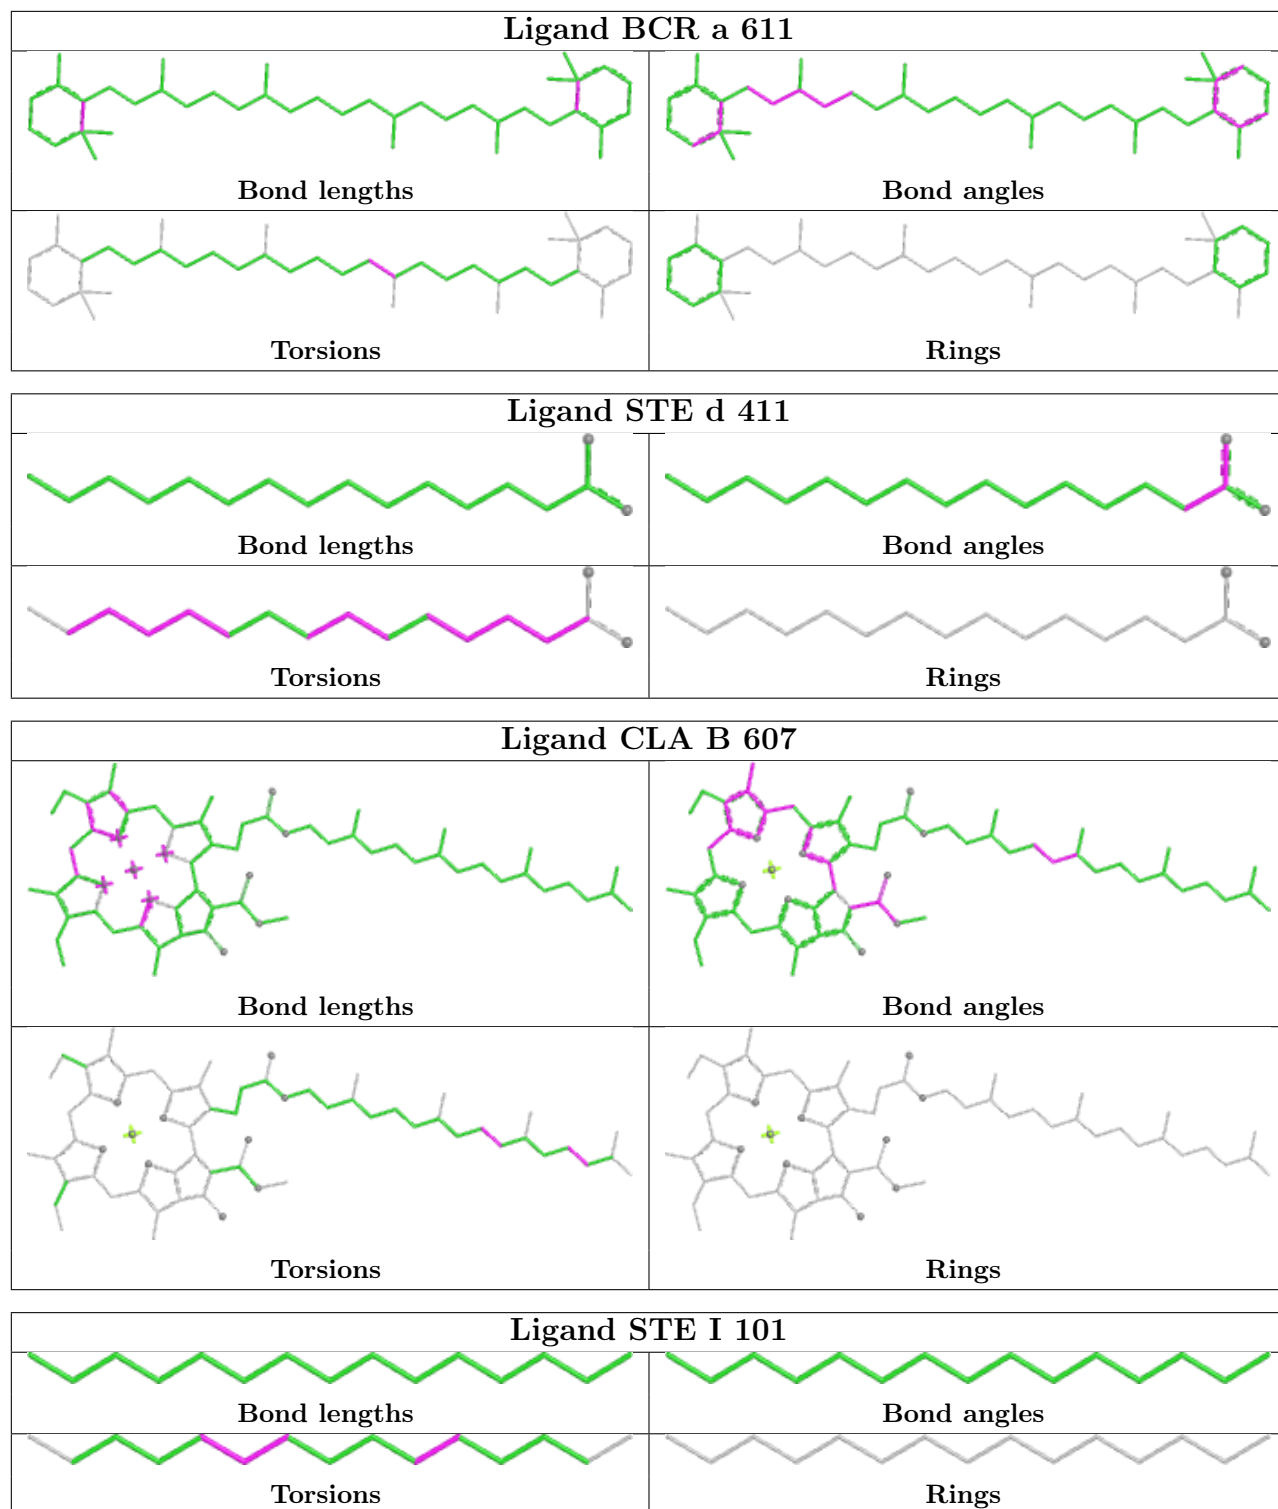 Ligand BCR a 611
Bond lengths
Bond angles
Torsions
Rings
Ligand STE d 411
Bond lengths
Bond angles
Torsions
Rings
Ligand CLA B 607
Bond lengths
Bond angles
Torsions
Rings
Ligand STE I 101
Bond lengths
Bond angles
Torsions
Rings